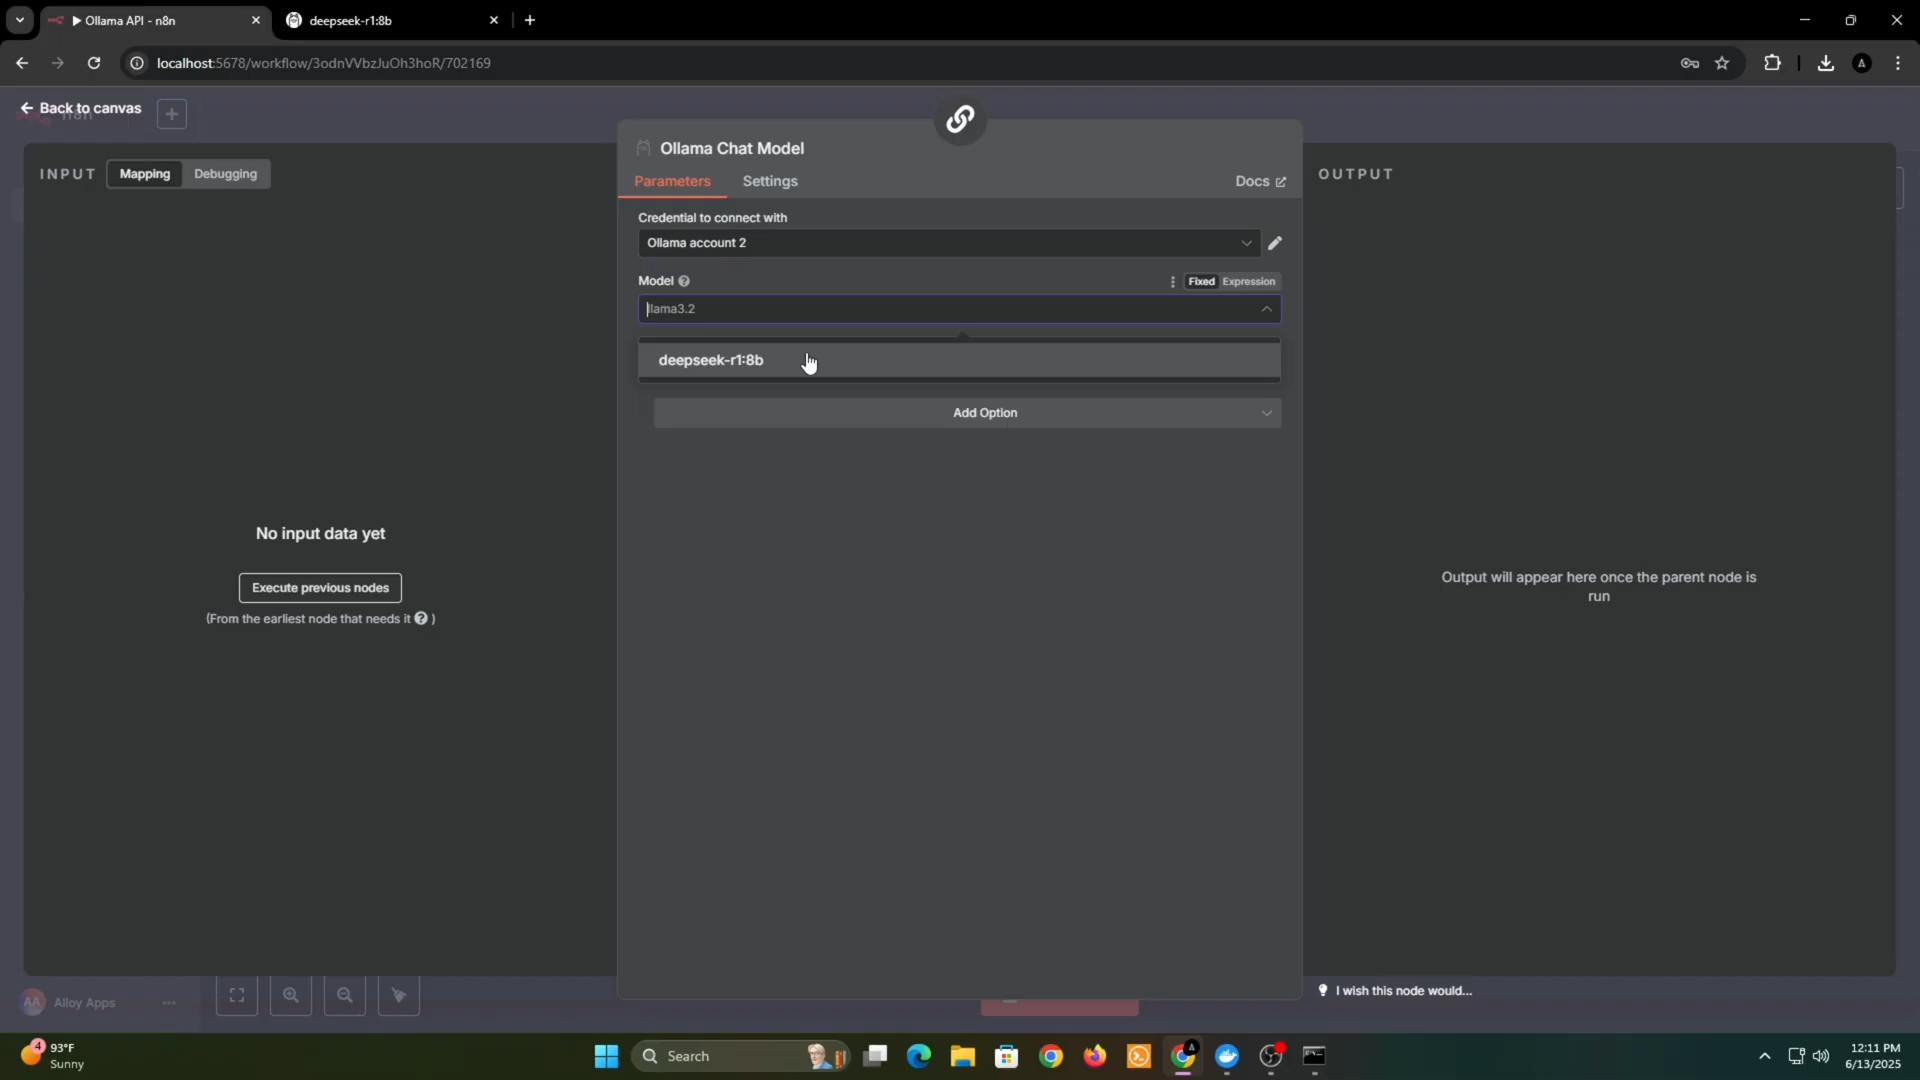 ▶ Ollama API - n8n
deepseek-r1:8b
localhost:5678/workflow/3odnVVbzJuOh3hoR/702169
A
Back to canvas
INPUT
Mapping
Debugging
Ollama Chat Model
OUTPUT
Parameters
Settings
Docs
Credential to connect with
Ollama account 2
Model
Fixed
Expression
llama3.2
deepseek-r1:8b
Add Option
No input data yet
Execute previous nodes
(From the earliest node that needs it ? )
Output will appear here once the parent node is
run
I wish this node would...
AA
Alloy Apps
4
93°F
Sunny
Search
12:11 PM
6/13/2025